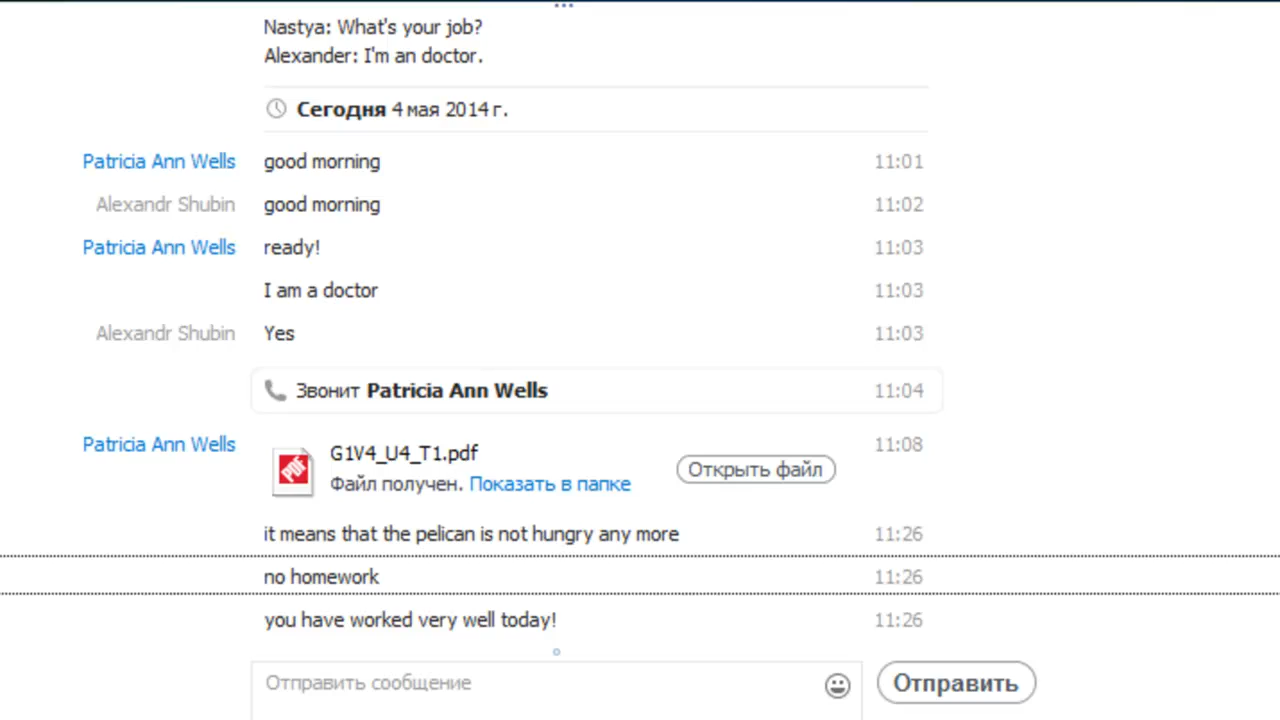 Nastya: What's your job?
Alexander: I'm an doctor.
Сегодня 4 мая 2014 г.
Patricia Ann Wells good morning 11:01
Alexandr Shubin good morning 11:02
Patricia Ann Wells ready! 11:03
I am a doctor 11:03
Alexandr Shubin Yes 11:03
Звонит Patricia Ann Wells 11:04
Patricia Ann Wells G1V4_U4_T1.pdf 11:08
PDF
Файл получен. Показать в папке Открыть файл
it means that the pelican is not hungry any more 11:26
no homework 11:26
you have worked very well today! 11:26
Отправить сообщение Отправить